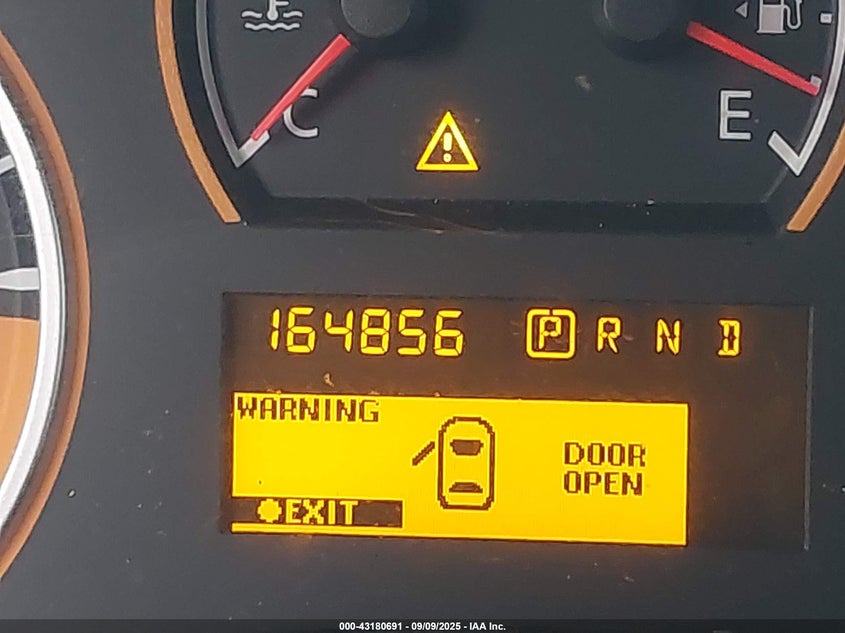 C
E
164856 P R N D
WARNING
DOOR
OPEN
EXIT
000-43180691 - 09/09/2025 - IAA Inc.